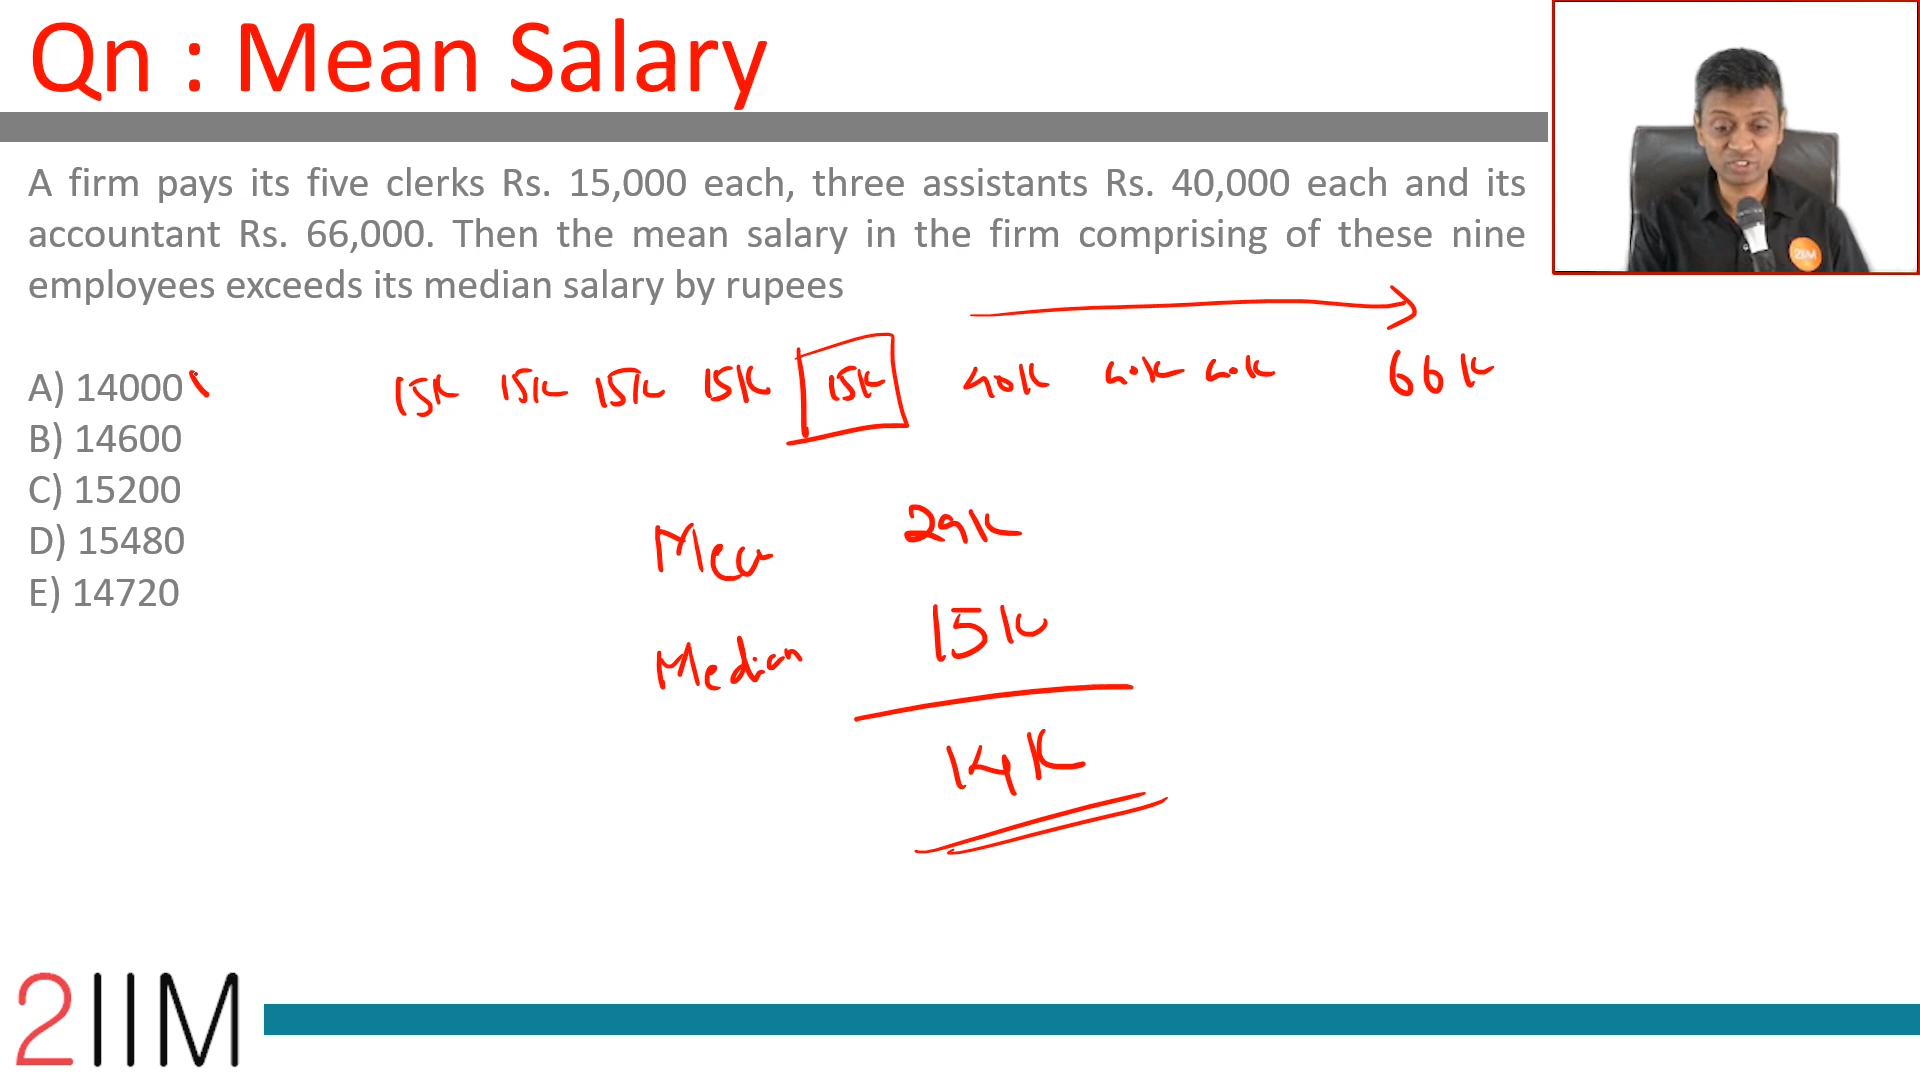 Qn : Mean Salary
A firm pays its five clerks Rs. 15,000 each, three assistants Rs. 40,000 each and its
accountant Rs. 66,000. Then the mean salary in the firm comprising of these nine
employees exceeds its median salary by rupees
A) 14000
B) 14600
C) 15200
D) 15480
E) 14720
15K 15K 15K 15K 15K 40K 40K 40K 66K
Mean 29K
Median 15K
14K
2IIM
2IIM